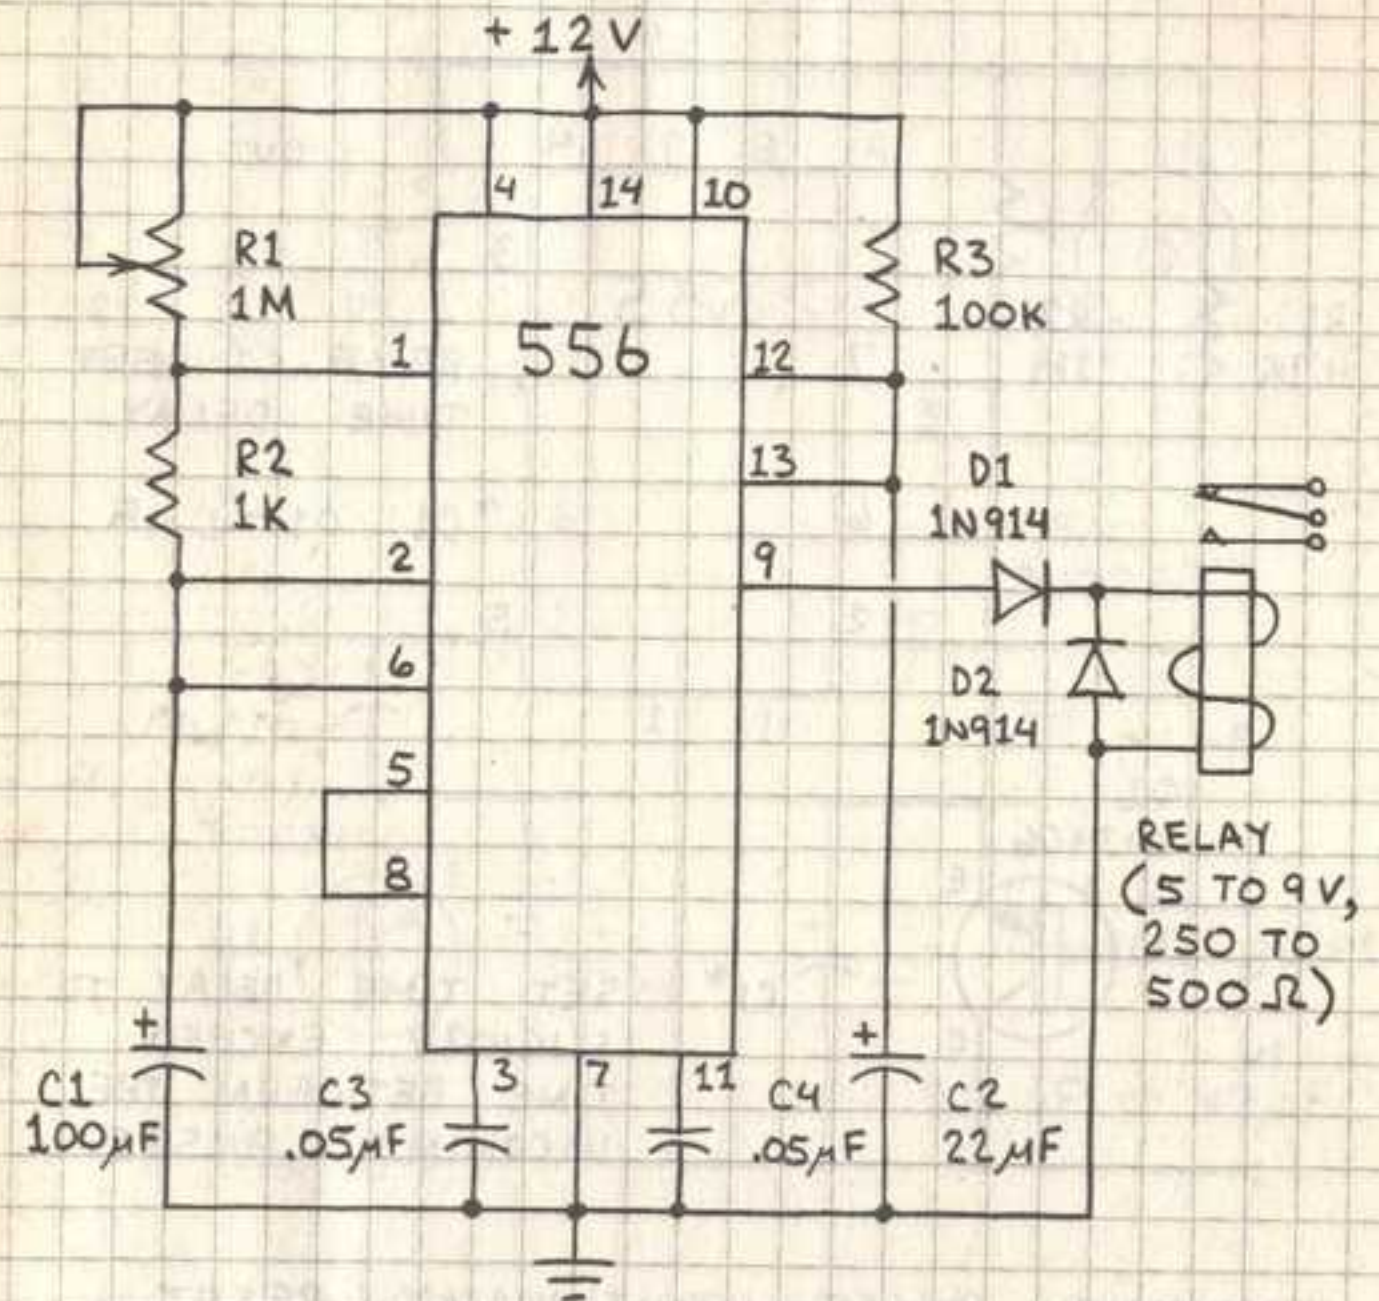 +12V
4
14
10
R1
1M
R3
100K
1
556
12
R2
1K
13
D1
1N914
2
9
6
D2
1N914
5
8
RELAY
(5 TO 9V,
250 TO
500Ω)
+
+
3
7
11
C1
100µF
C3
.05µF
C4
.05µF
C2
22µF